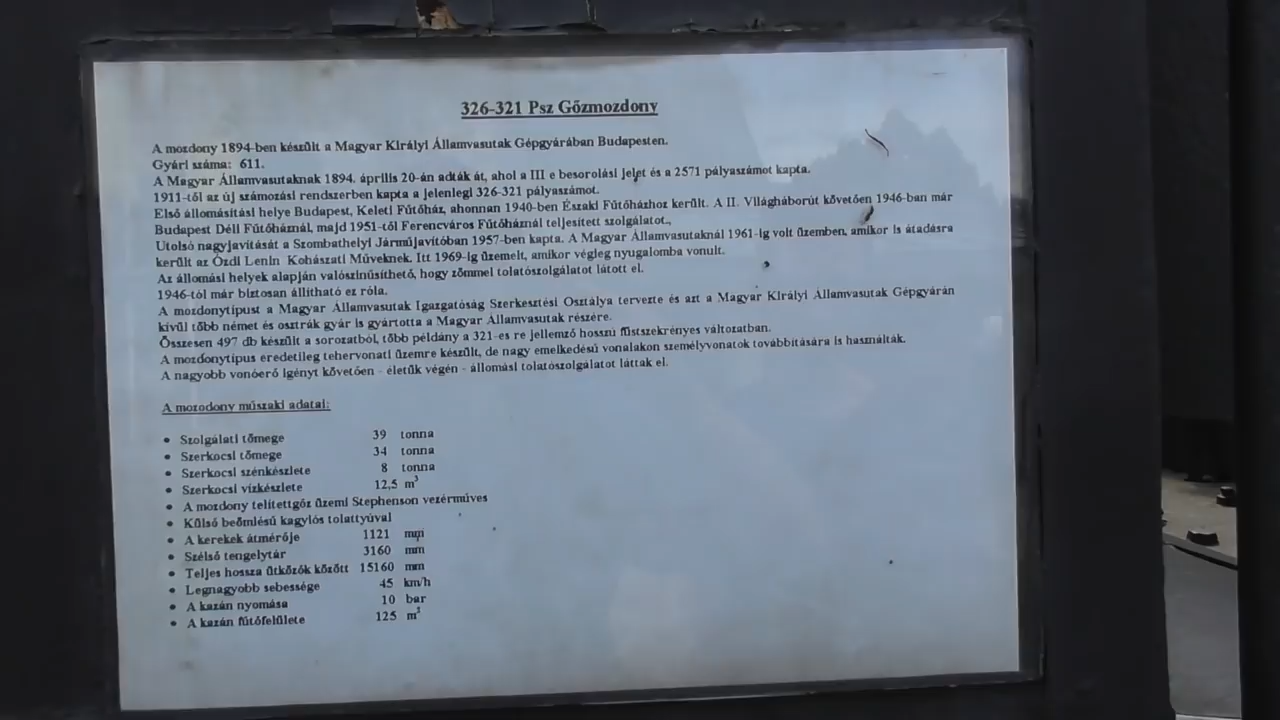 326-321 Psz Gőzmozdony
A mozdony 1894-ben készült a Magyar Királyi Államvasutak Gépgyárában Budapesten.
Gyári száma: 611.
A Magyar Államvasutaknak 1894. április 20-án adták át, ahol a III e besorolási jelet és a 2571 pályaszámot kapta.
1911-től az új számozási rendszerben kapta a jelenlegi 326-321 pályaszámot.
Első állomásítási helye Budapest, Keleti Fűtőház, ahonnan 1940-ben Északi Fűtőházhoz került. A II. Világháborút követően 1946-ban már
Budapest Déli Fűtőháznál, majd 1951-től Ferencváros Fűtőháznál teljesített szolgálatot.,
Utolsó nagyjavítását a Szombathelyi Járműjavítóban 1957-ben kapta. A Magyar Államvasutaknál 1961-ig volt üzemben, amikor is átadásra
került az Ózdi Lenin Kohászati Műveknek. Itt 1969-ig üzemelt, amikor végleg nyugalomba vonult.
Az állomási helyek alapján valószínűsíthető, hogy zömmel tolatószolgálatot látott el.
1946-tól már biztosan állítható ez róla.
A mozdonytípust a Magyar Államvasutak Igazgatóság Szerkesztési Osztálya tervezte és azt a Magyar Királyi Államvasutak Gépgyárán
kívül több német és osztrák gyár is gyártotta a Magyar Államvasutak részére.
Összesen 497 db készült a sorozatból, több példány a 321-es re jellemző hosszú füstszekrényes változatban.
A mozdonytípus eredetileg tehervonati üzemre készült, de nagy emelkedésű vonalakon személyvonatok továbbítására is használták.
A nagyobb vonóerő igényt követően - életük végén - állomási tolatószolgálatot láttak el.
A mozodony műszaki adatai:
• Szolgálati tömege 39 tonna
• Szerkocsi tömege 34 tonna
• Szerkocsi szénkészlete 8 tonna
• Szerkocsi vízkészlete 12,5 m³
• A mozdony telítettgőz üzemi Stephenson vezérműves
• Külső beömlésű kagylós tolattyúval
• A kerekek átmérője 1121 mm
• Szélső tengelytár 3160 mm
• Teljes hossza ütközők között 15160 mm
• Legnagyobb sebessége 45 km/h
• A kazán nyomása 10 bar
• A kazán fűtőfelülete 125 m²